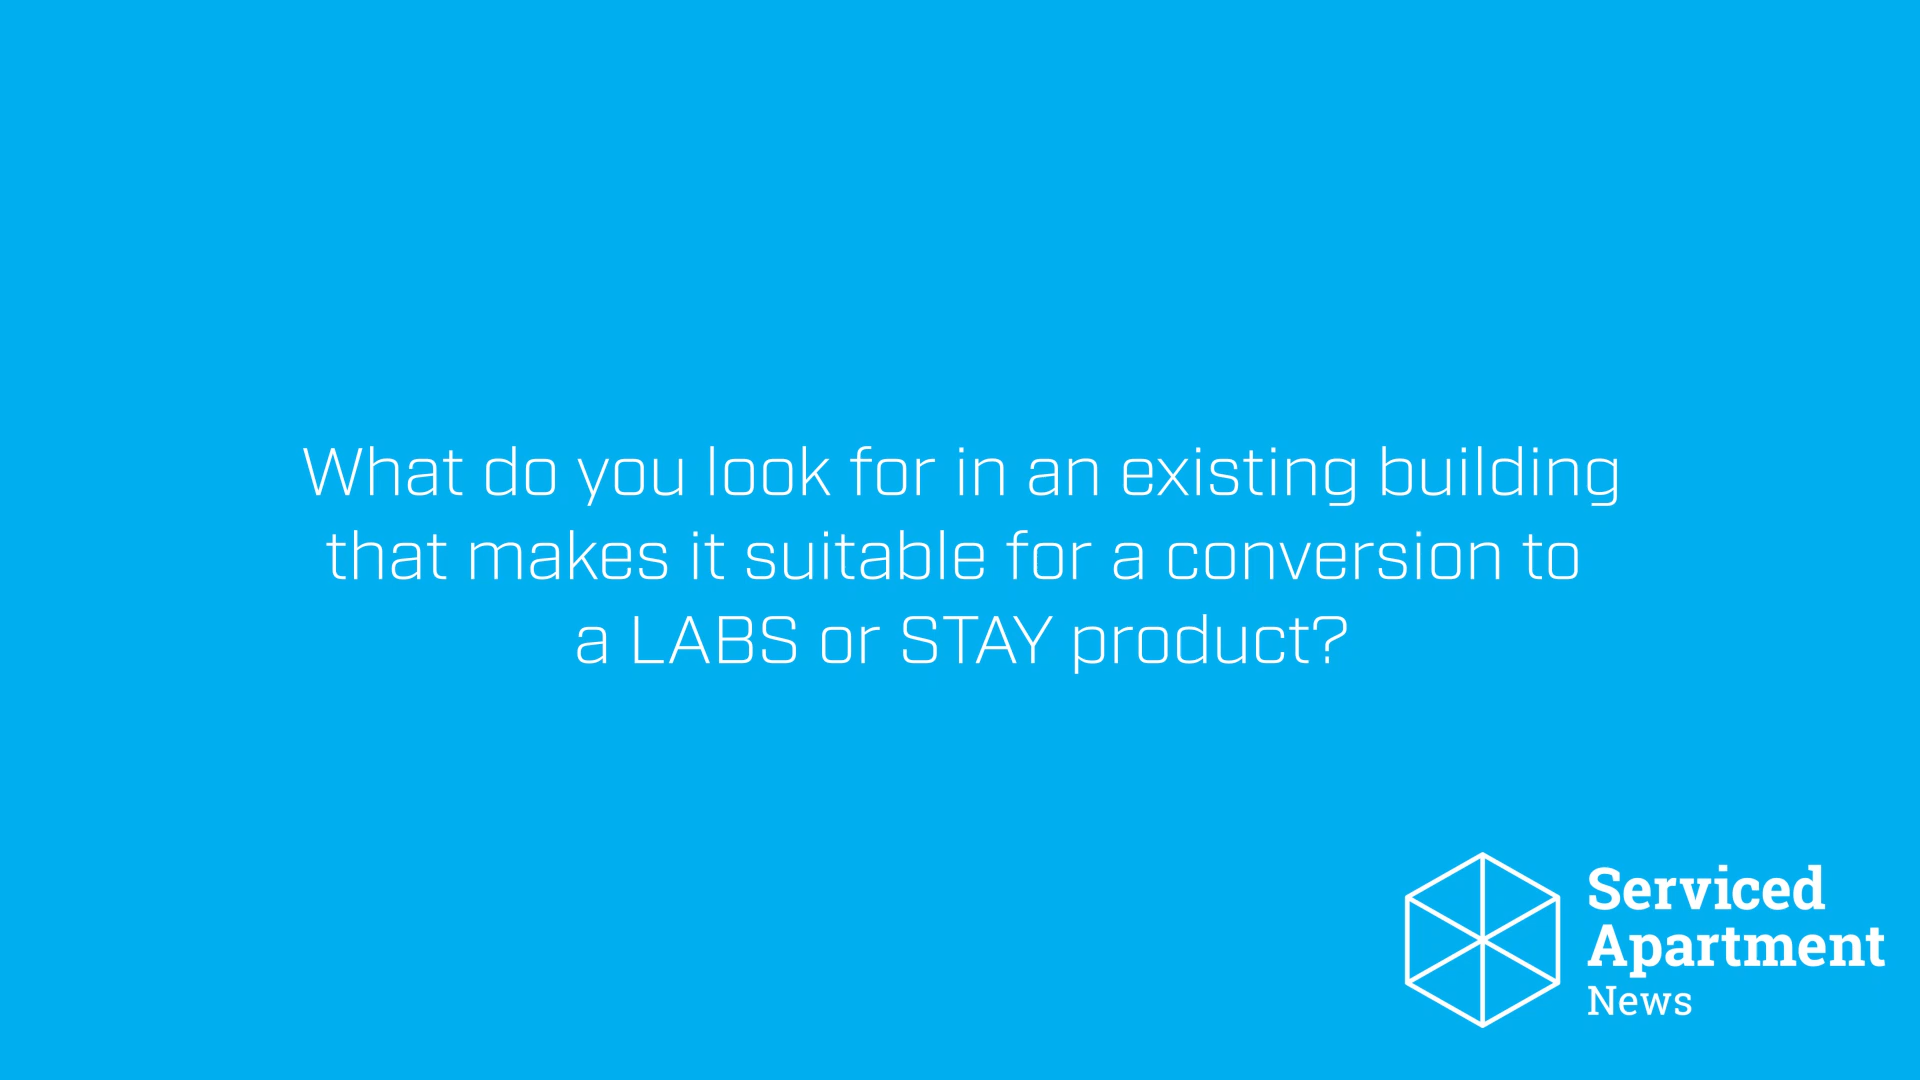 What do you look for in an existing building
that makes it suitable for a conversion to
a LABS or STAY product?
Serviced
Apartment
News